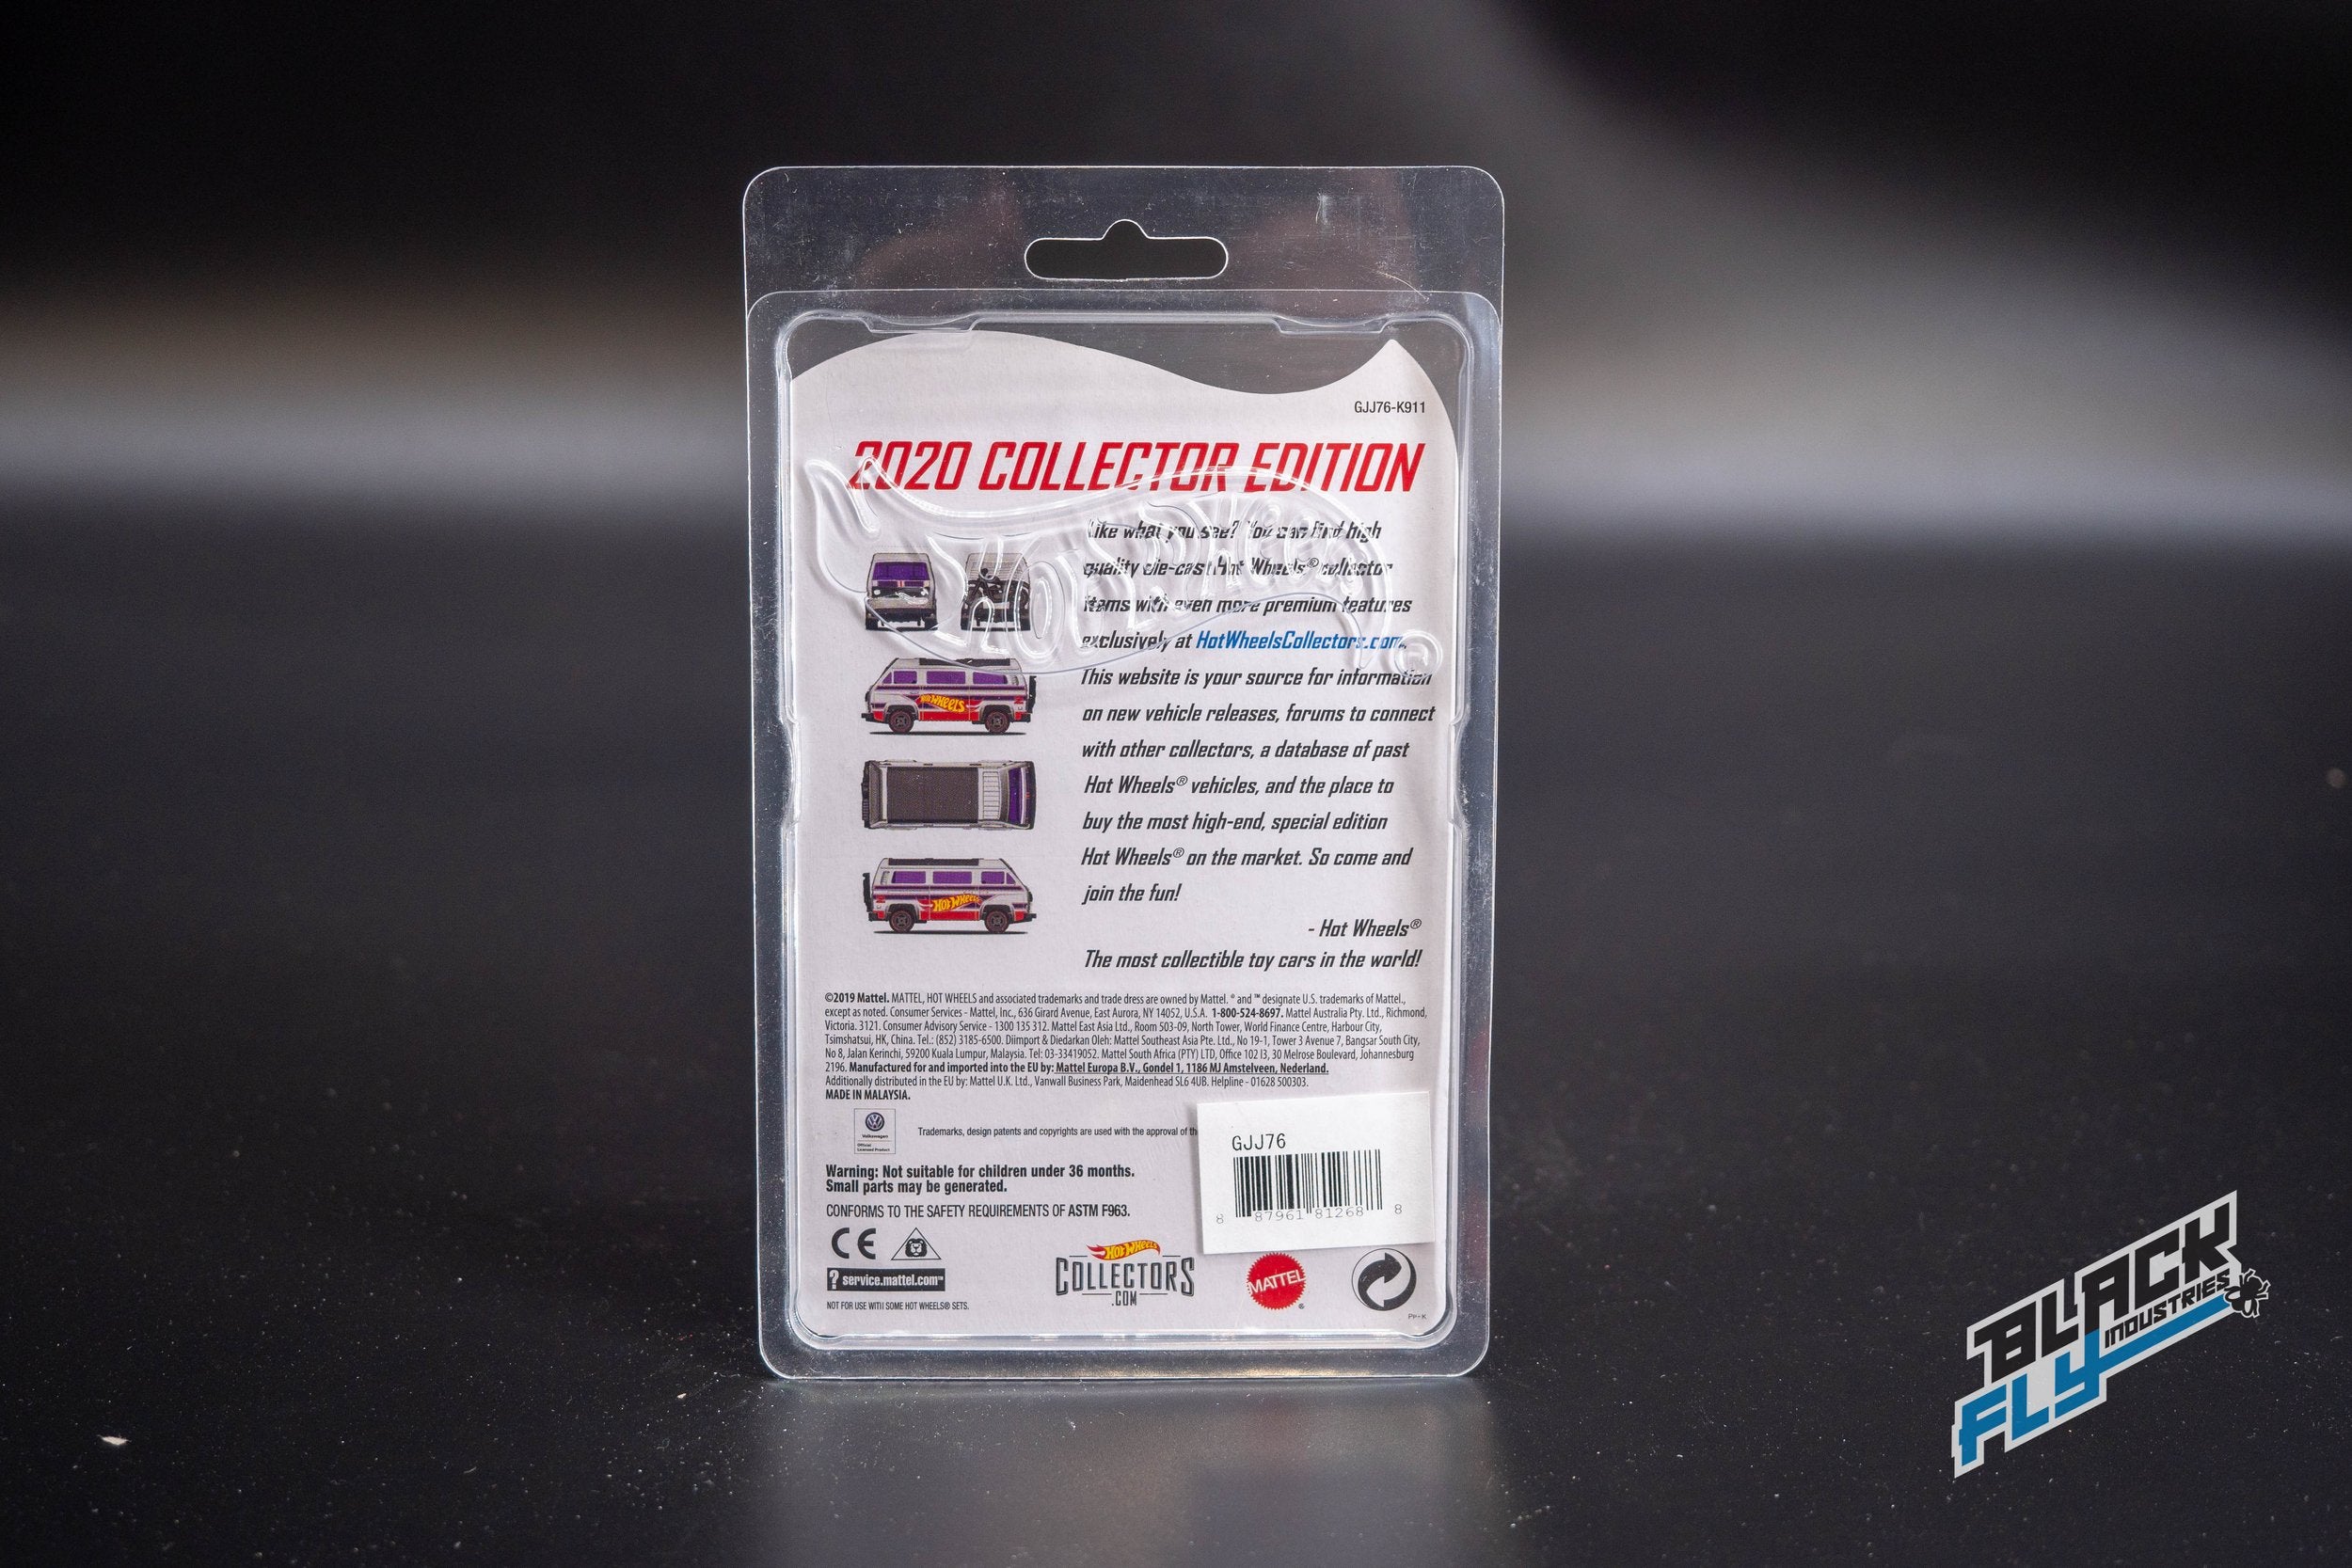 GJJ76-K911
2020 COLLECTOR EDITION
Like what you see? You can find high
quality die-cast Hot Wheels® collector
items with even more premium features
exclusively at HotWheelsCollectors.com.
This website is your source for information
on new vehicle releases, forums to connect
with other collectors, a database of past
Hot Wheels® vehicles, and the place to
buy the most high-end, special edition
Hot Wheels® on the market. So come and
join the fun!
- Hot Wheels®
The most collectible toy cars in the world!
HOT WHEELS ®
HOT WHEELS
HOT WHEELS
©2019 Mattel. MATTEL, HOT WHEELS and associated trademarks and trade dress are owned by Mattel. ® and ™ designate U.S. trademarks of Mattel.,
except as noted. Consumer Services - Mattel, Inc., 636 Girard Avenue, East Aurora, NY 14052, U.S.A. 1-800-524-8697. Mattel Australia Pty. Ltd., Richmond,
Victoria. 3121. Consumer Advisory Service - 1300 135 312. Mattel East Asia Ltd., Room 503-09, North Tower, World Finance Centre, Harbour City,
Tsimshatsui, HK, China. Tel.: (852) 3185-6500. Diimport & Diedarkan Oleh: Mattel Southeast Asia Pte. Ltd., No 19-1, Tower 3 Avenue 7, Bangsar South City,
No 8, Jalan Kerinchi, 59200 Kuala Lumpur, Malaysia. Tel: 03-33419052. Mattel South Africa (PTY) LTD, Office 102 I3, 30 Melrose Boulevard, Johannesburg
2196. Manufactured for and imported into the EU by: Mattel Europa B.V., Gondel 1, 1186 MJ Amstelveen, Nederland.
Additionally distributed in the EU by: Mattel U.K. Ltd., Vanwall Business Park, Maidenhead SL6 4UB. Helpline - 01628 500303.
MADE IN MALAYSIA.
Volkswagen
Official
Licensed Product
Trademarks, design patents and copyrights are used with the approval of the
Warning: Not suitable for children under 36 months.
Small parts may be generated.
CONFORMS TO THE SAFETY REQUIREMENTS OF ASTM F963.
GJJ76
8 87961 81268 8
CE
? service.mattel.com™
NOT FOR USE WITH SOME HOT WHEELS® SETS.
HOT WHEELS
COLLECTORS
.COM
MATTEL ®
PP-K
BLACK
FLY
INDUSTRIES